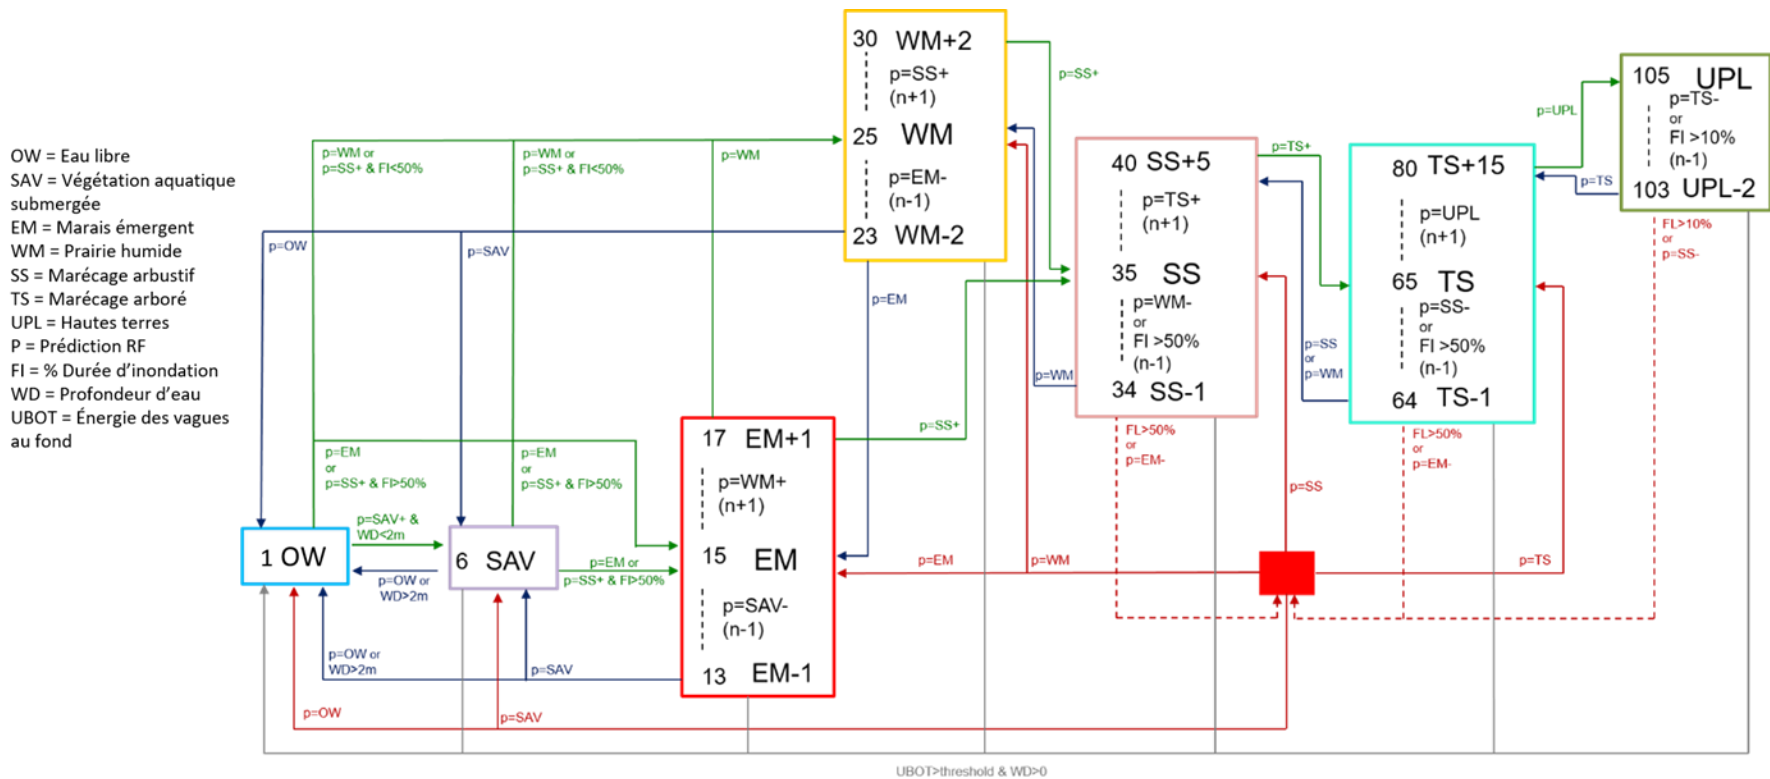 OW = Eau libre
SAV = Végétation aquatique
submergée
EM = Marais émergent
WM = Prairie humide
SS = Marécage arbustif
TS = Marécage arboré
UPL = Hautes terres
P = Prédiction RF
FI = % Durée d'inondation
WD = Profondeur d'eau
UBOT = Énergie des vagues
au fond
1 OW
p=SAV+ &
WD<2m
p=OW or
WD>2m
6 SAV
p=WM or
p=SS+ & FI<50%
p=WM or
p=SS+ & FI<50%
p=WM
p=OW
p=SAV
p=EM
or
p=SS+ & FI>50%
p=EM
or
p=SS+ & FI>50%
p=EM or
p=SS+ & FI>50%
p=OW or
WD>2m
p=SAV
p=OW
p=SAV
17 EM+1
p=WM+
(n+1)
15 EM
p=SAV-
(n-1)
13 EM-1
p=SS+
p=EM
30 WM+2
p=SS+
(n+1)
25 WM
p=EM-
(n-1)
23 WM-2
p=SS+
p=WM
40 SS+5
p=TS+
(n+1)
35 SS
p=WM-
or
FI >50%
(n-1)
34 SS-1
FL>50%
or
p=EM-
p=TS+
p=SS
or
p=WM
80 TS+15
p=UPL
(n+1)
65 TS
p=SS-
or
FI >50%
(n-1)
64 TS-1
FL>50%
or
p=EM-
p=UPL
p=TS
105 UPL
p=TS-
or
FI >10%
(n-1)
103 UPL-2
FL>10%
or
p=SS-
p=SS
p=EM
p=WM
p=TS
UBOT>threshold & WD>0